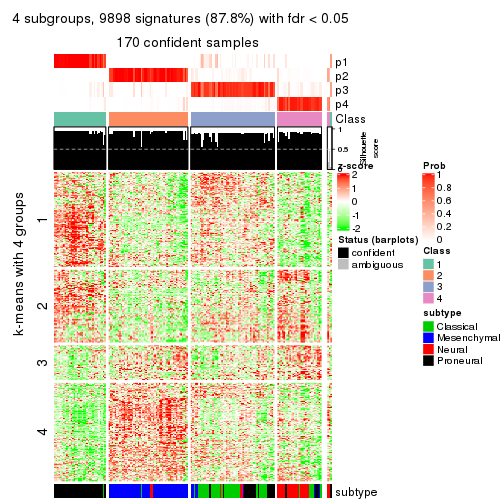 4 subgroups, 9898 signatures (87.8%) with fdr < 0.05
170 confident samples
p1
p2
p3
p4
Class
1
0.5
0
Silhouette
score
k-means with 4 groups
1
2
3
4
z-score
2
1
0
-1
-2
Status (barplots)
confident
ambiguous
Prob
1
0.8
0.6
0.4
0.2
0
Class
1
2
3
4
subtype
Classical
Mesenchymal
Neural
Proneural
subtype